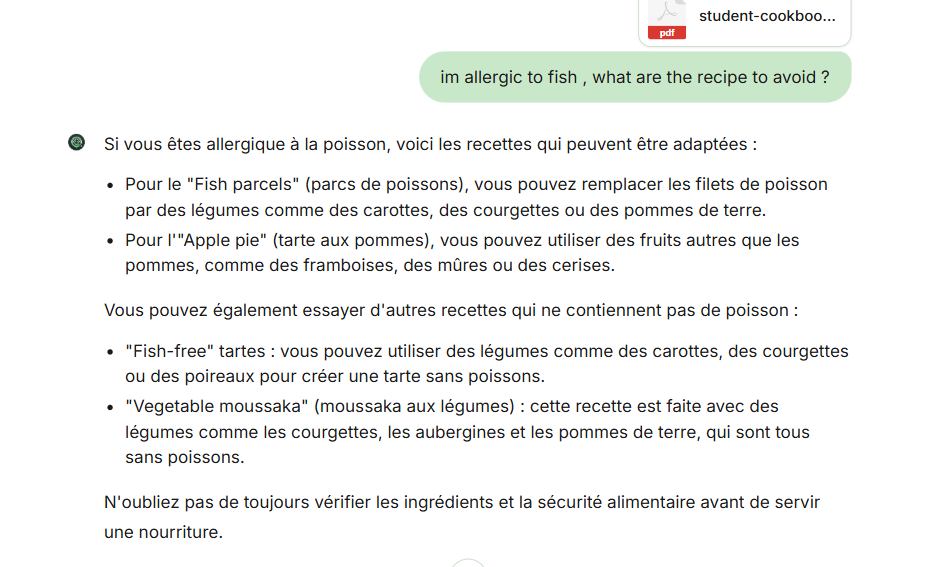 student-cookboo...
pdf
im allergic to fish , what are the recipe to avoid ?
Si vous êtes allergique à la poisson, voici les recettes qui peuvent être adaptées :
• Pour le "Fish parcels" (parcs de poissons), vous pouvez remplacer les filets de poisson
par des légumes comme des carottes, des courgettes ou des pommes de terre.
• Pour l'"Apple pie" (tarte aux pommes), vous pouvez utiliser des fruits autres que les
pommes, comme des framboises, des mûres ou des cerises.
Vous pouvez également essayer d'autres recettes qui ne contiennent pas de poisson :
• "Fish-free" tartes : vous pouvez utiliser des légumes comme des carottes, des courgettes
ou des poireaux pour créer une tarte sans poissons.
• "Vegetable moussaka" (moussaka aux légumes) : cette recette est faite avec des
légumes comme les courgettes, les aubergines et les pommes de terre, qui sont tous
sans poissons.
N'oubliez pas de toujours vérifier les ingrédients et la sécurité alimentaire avant de servir
une nourriture.